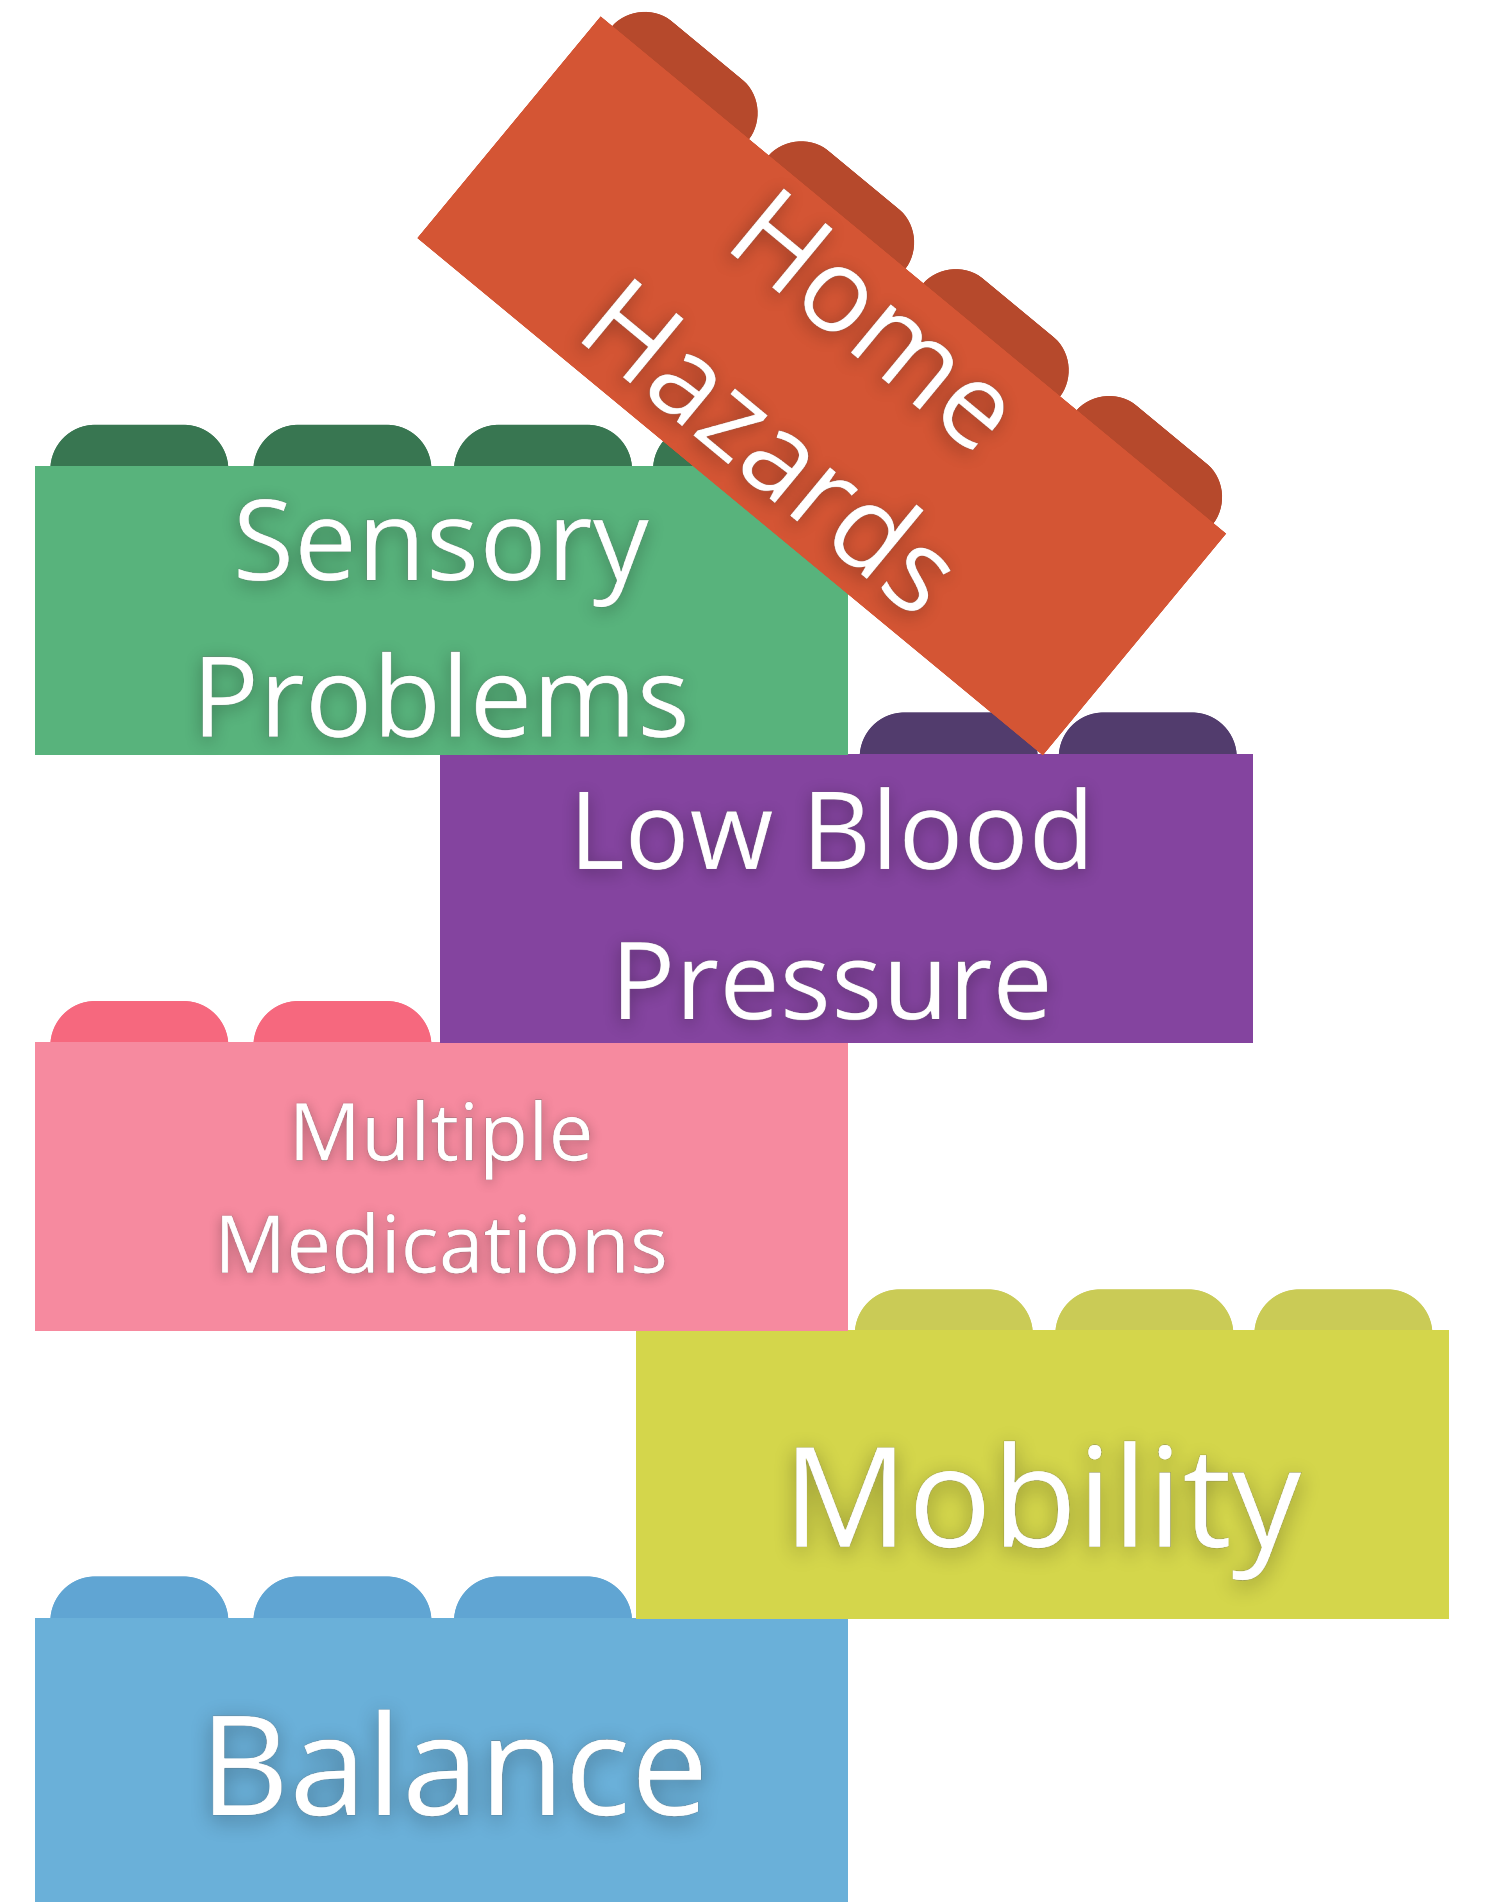 Home
Hazards
Sensory
Problems
Low Blood
Pressure
Multiple
Medications
Mobility
Balance